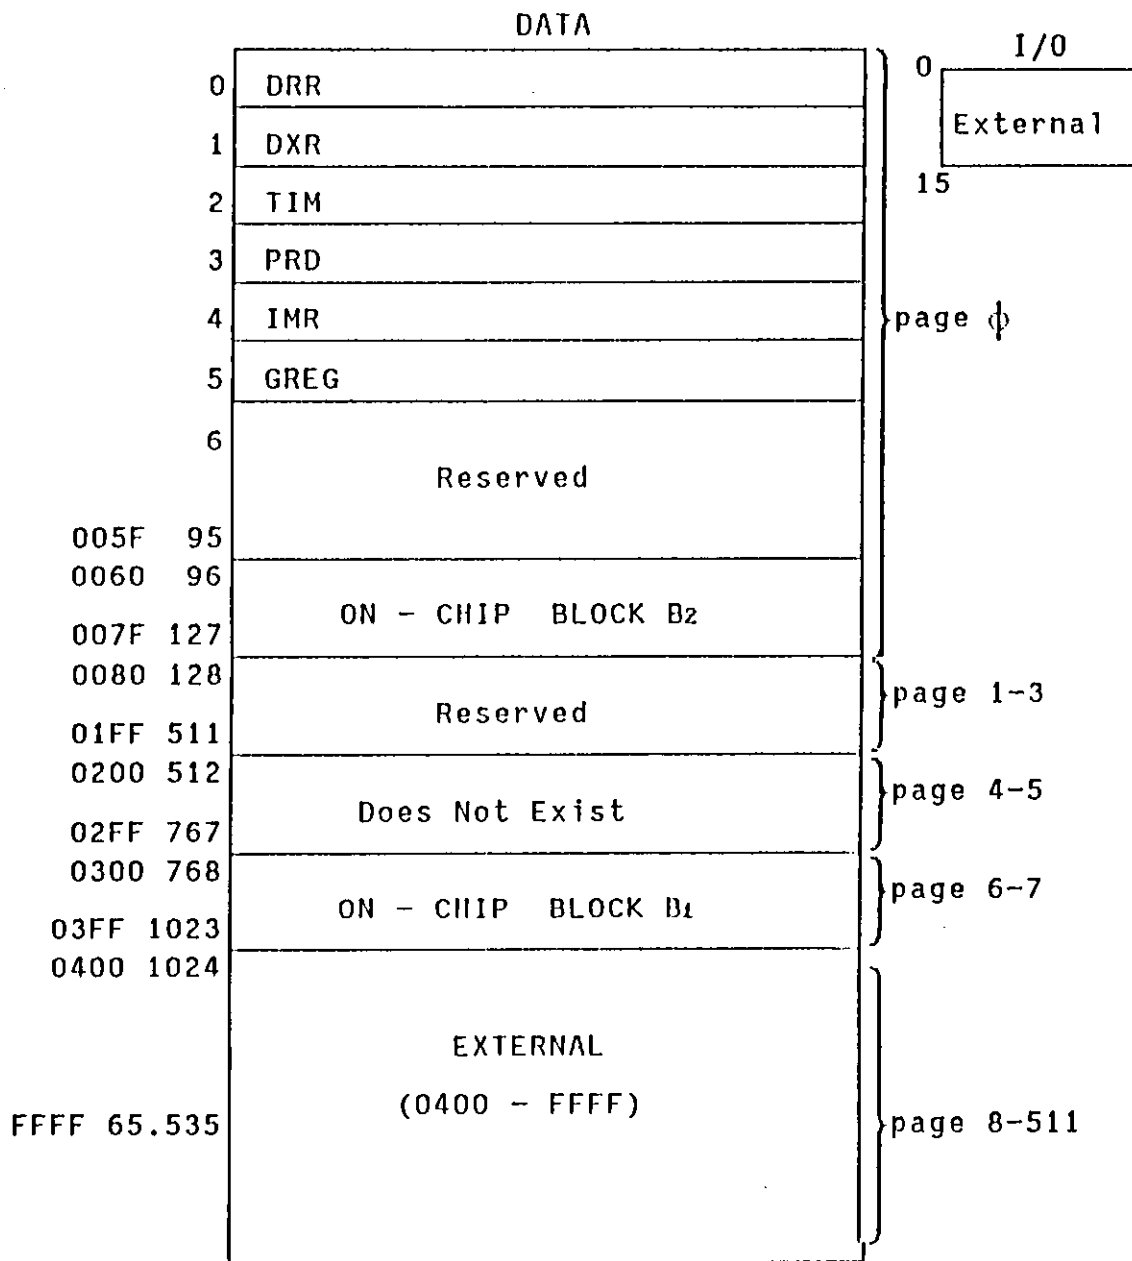 DATA
I/O
0
External
15
0 DRR
1 DXR
2 TIM
3 PRD
4 IMR
page ϕ
5 GREG
6
Reserved
005F 95
0060 96
ON - CHIP BLOCK B2
007F 127
0080 128
page 1-3
Reserved
01FF 511
0200 512
page 4-5
Does Not Exist
02FF 767
0300 768
page 6-7
ON - CHIP BLOCK B1
03FF 1023
0400 1024
EXTERNAL
(0400 - FFFF)
FFFF 65.535
page 8-511